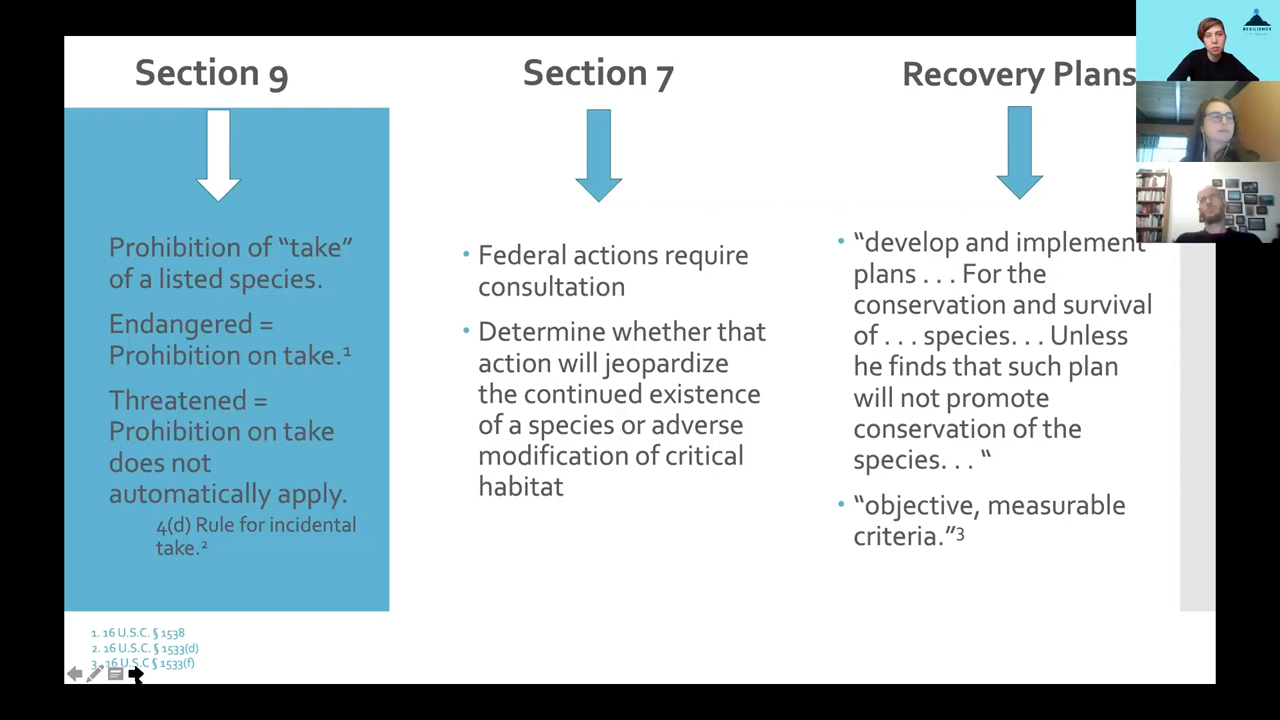 Section 9
Prohibition of “take”
of a listed species.
Endangered =
Prohibition on take.¹
Threatened =
Prohibition on take
does not
automatically apply.
4(d) Rule for incidental
take.²
Section 7
• Federal actions require
consultation
• Determine whether that
action will jeopardize
the continued existence
of a species or adverse
modification of critical
habitat
Recovery Plans
• “develop and implement
plans . . . For the
conservation and survival
of . . . species. . . Unless
he finds that such plan
will not promote
conservation of the
species. . . “
• “objective, measurable
criteria.”³
1. 16 U.S.C. § 1538
2. 16 U.S.C. § 1533(d)
3. 16 U.S.C § 1533(f)
RESILIENCE